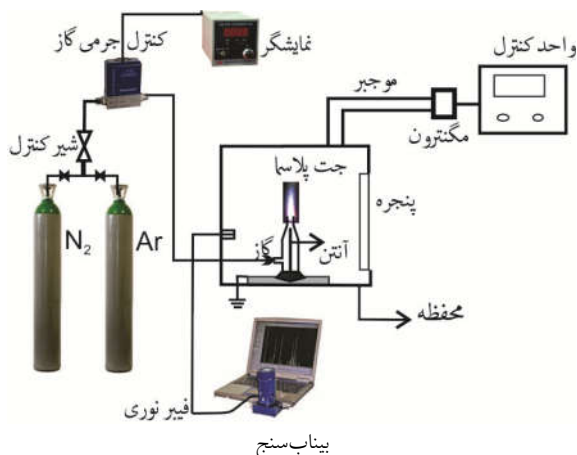 کنترل جرمی گاز
نمایشگر
واحد کنترل
موجبر
مگنترون
شیر کنترل
جت پلاسما
پنجره
N2
Ar
گاز
آنتن
محفظه
فیبر نوری
بیناب‌سنج